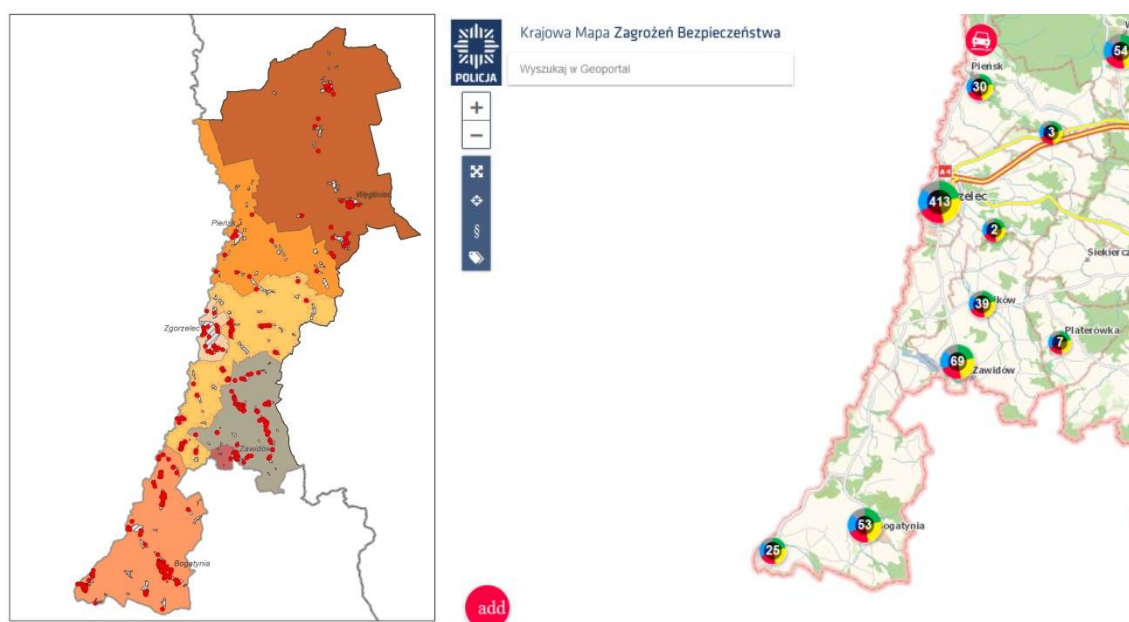 Węgliniec
Pieńsk
Zgorzelec
Zawidów
Bogatynia
POLICJA
Krajowa Mapa Zagrożeń Bezpieczeństwa
Wyszukaj w Geoportal
+
−
§
add
54
Pieńsk
30
3
A4
413
zelec
2
Siekiercz
39
ków
7
Platerówka
69
Zawidów
53
ogatynia
25